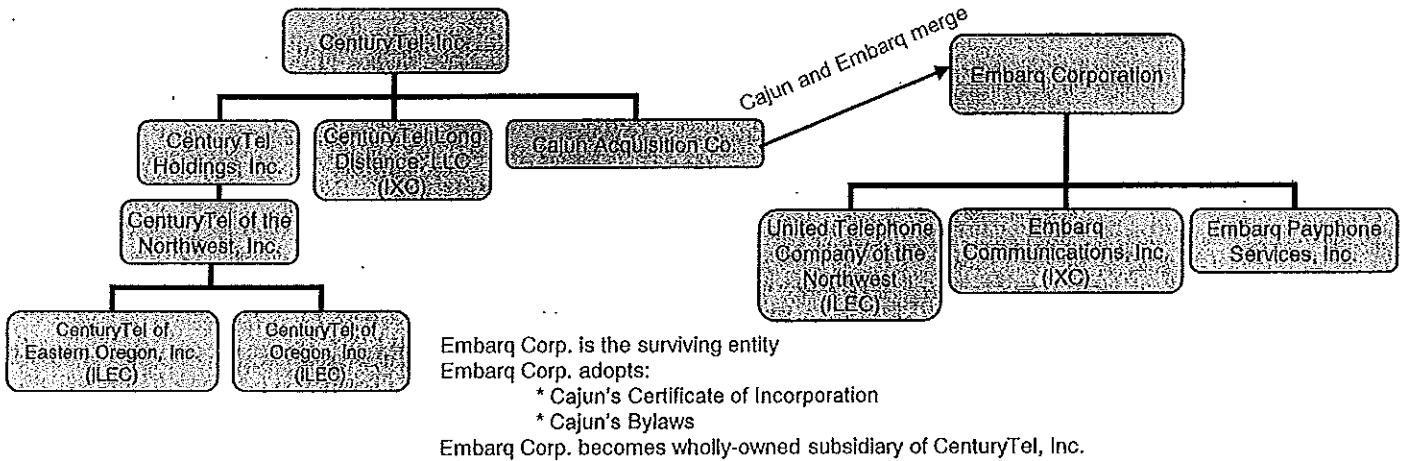 CenturyTel, Inc.
Cajun and Embarq merge
Embarq Corporation
CenturyTel
Holdings, Inc.
CenturyTel Long
Distance, LLC
(IXC)
Cajun Acquisition Co.
CenturyTel of the
Northwest, Inc.
United Telephone
Company of the
Northwest
(ILEC)
Embarq
Communications, Inc.
(IXC)
Embarq Payphone
Services, Inc.
CenturyTel of
Eastern Oregon, Inc.
(ILEC)
CenturyTel of
Oregon, Inc.
(ILEC)
Embarq Corp. is the surviving entity
Embarq Corp. adopts:
* Cajun's Certificate of Incorporation
* Cajun's Bylaws
Embarq Corp. becomes wholly-owned subsidiary of CenturyTel, Inc.